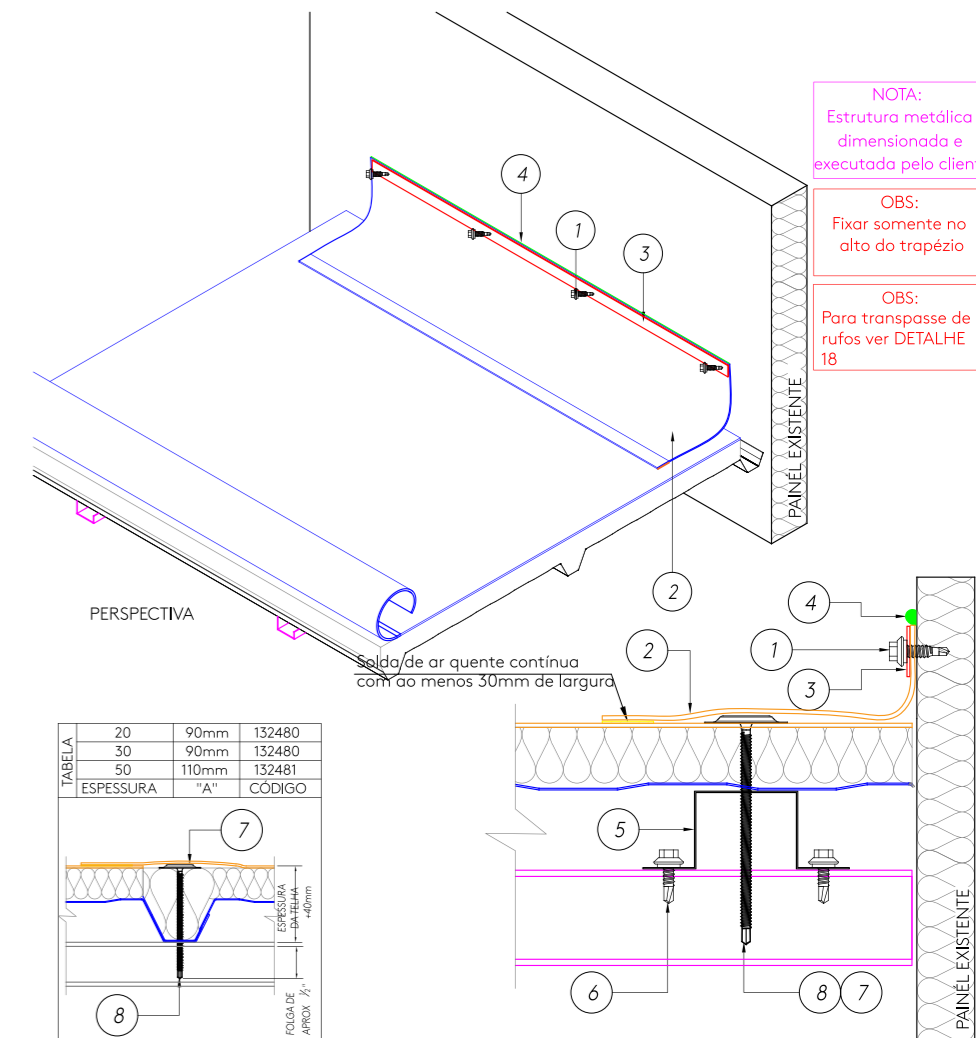 NOTA:
Estrutura metálica
dimensionada e
executada pelo client
OBS:
Fixar somente no
alto do trapézio
OBS:
Para transpasse de
rufos ver DETALHE
18
4
1
3
PAINÉL EXISTENTE
2
PERSPECTIVA
Solda de ar quente contínua
com ao menos 30mm de largura
4
1
2
3
5
6
8
7
PAINÉL EXISTENTE
TABELA
20 90mm 132480
30 90mm 132480
50 110mm 132481
ESPESSURA "A" CÓDIGO
7
ESPESSURA
DA TELHA
+40mm
FOLGA DE
APROX ½"
8